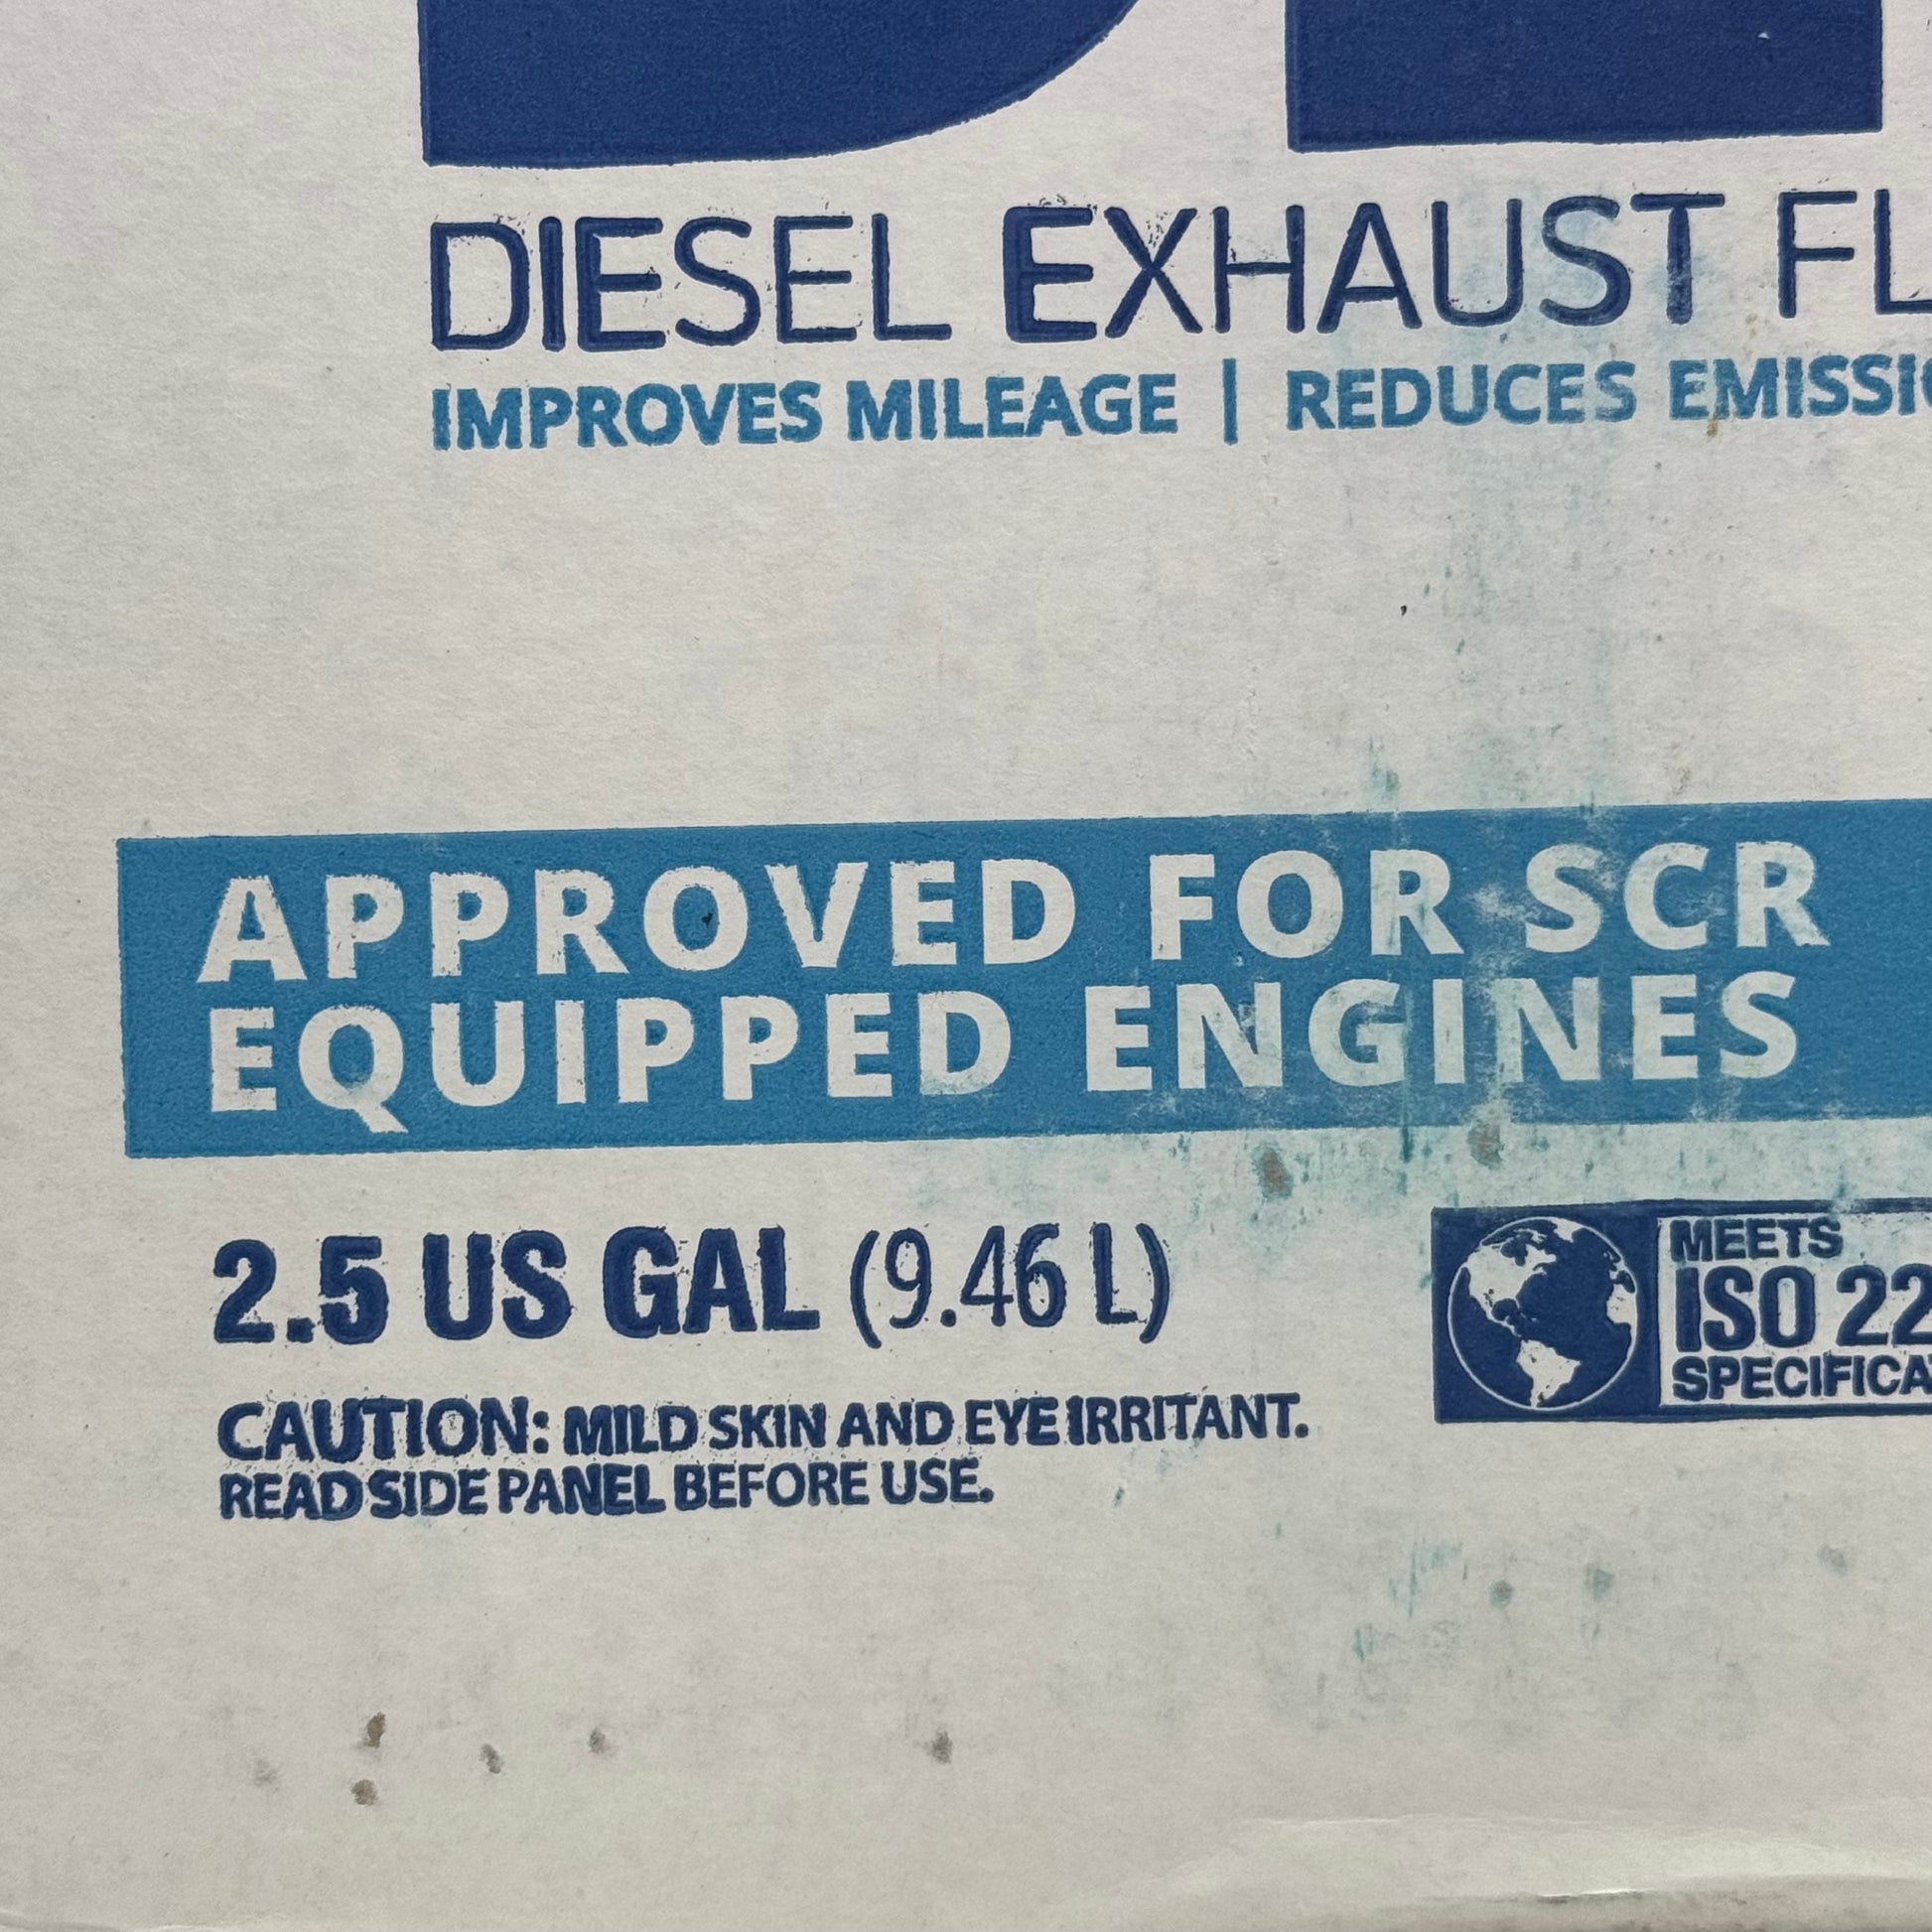 DIESEL EXHAUST FL
IMPROVES MILEAGE | REDUCES EMISSIO
APPROVED FOR SCR
EQUIPPED ENGINES
2.5 US GAL (9.46 L)
MEETS
ISO 22
SPECIFICA
CAUTION: MILD SKIN AND EYE IRRITANT.
READ SIDE PANEL BEFORE USE.